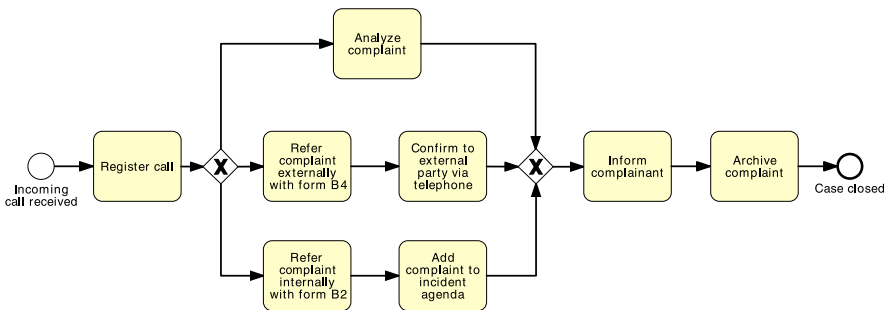 Analyze
complaint
Incoming
call received
Register call
X
Refer
complaint
externally
with form B4
Confirm to
external
party via
telephone
X
Inform
complainant
Archive
complaint
Case closed
Refer
complaint
internally
with form B2
Add
complaint to
incident
agenda